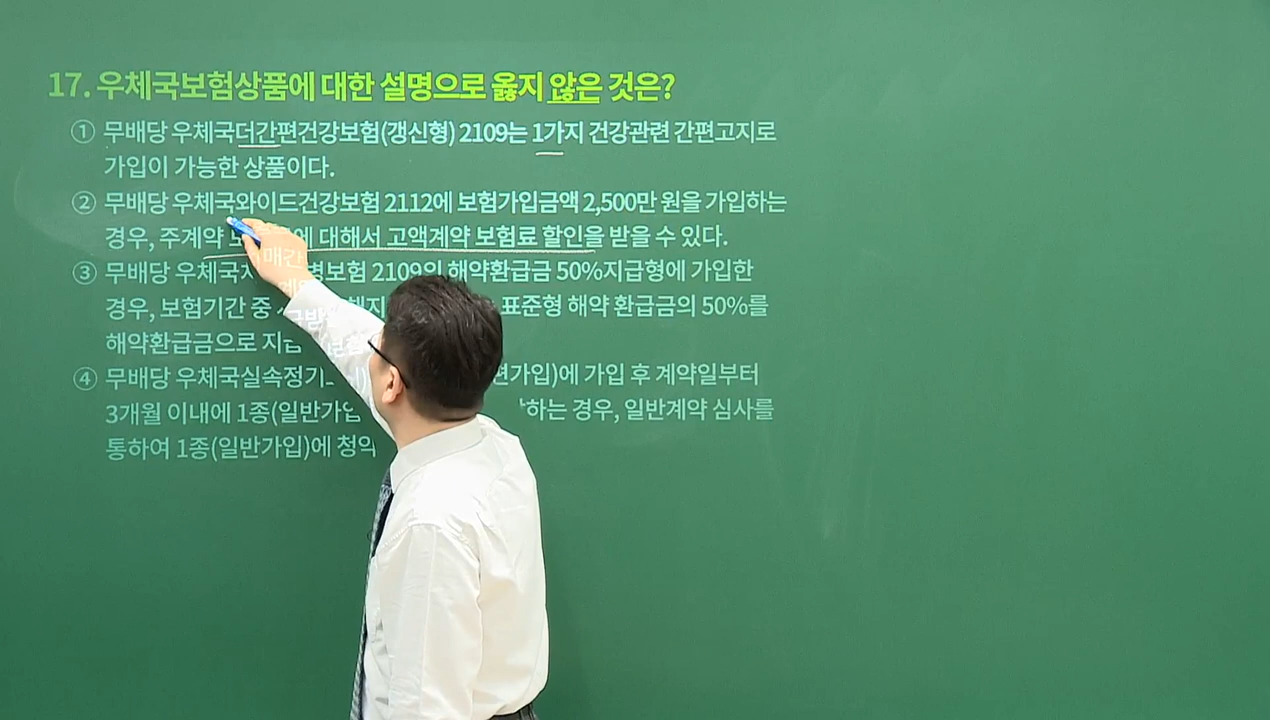 17. 우체국보험상품에 대한 설명으로 옳지 않은 것은?
① 무배당 우체국더간편건강보험(갱신형) 2109는 1가지 건강관련 간편고지로
가입이 가능한 상품이다.
② 무배당 우체국와이드건강보험 2112에 보험가입금액 2,500만 원을 가입하는
경우, 주계약 에 대해서 고액계약 보험료 할인을 받을 수 있다.
③ 무배당 우체국 보험 2109의 해약환급금 50%지급형에 가입한
경우, 보험기간 중 표준형 해약 환급금의 50%를
해약환급금으로 지급
④ 무배당 우체국실속정기 가입)에 가입 후 계약일부터
3개월 이내에 1종(일반가입 하는 경우, 일반계약 심사를
통하여 1종(일반가입)에 청약